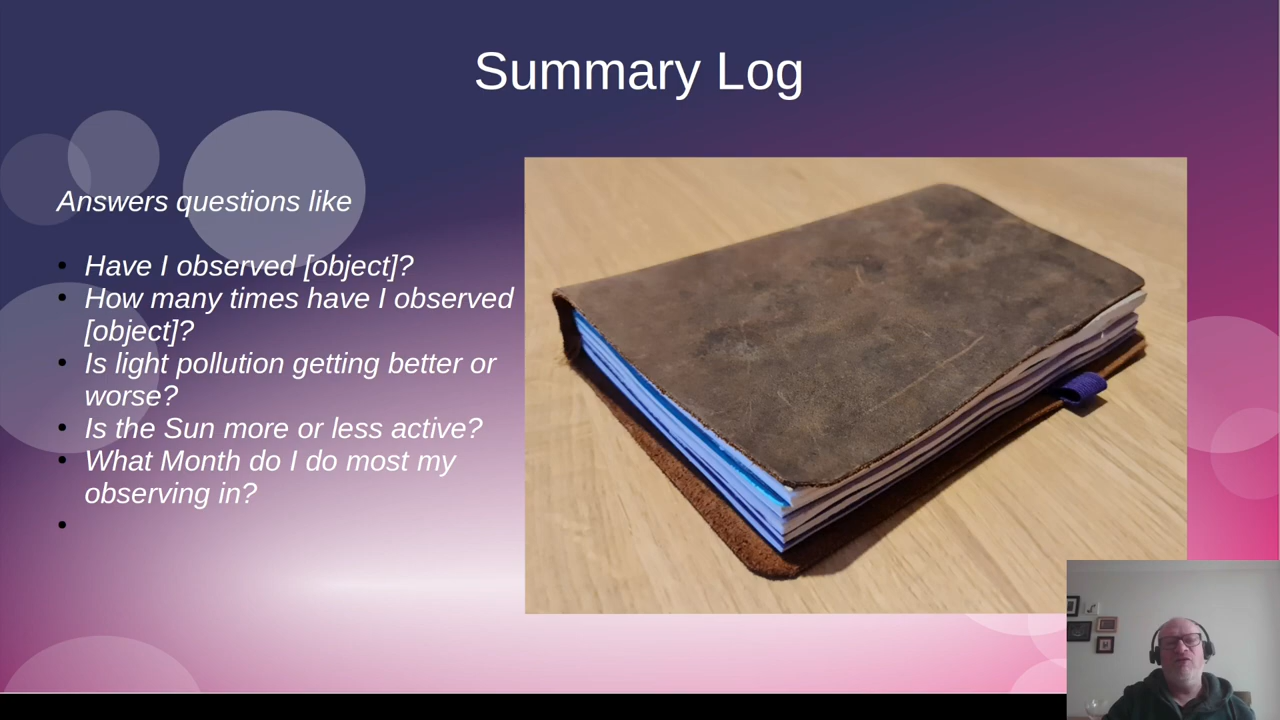 Summary Log
Answers questions like
Have I observed [object]?
How many times have I observed
[object]?
Is light pollution getting better or
worse?
Is the Sun more or less active?
What Month do I do most my
observing in?